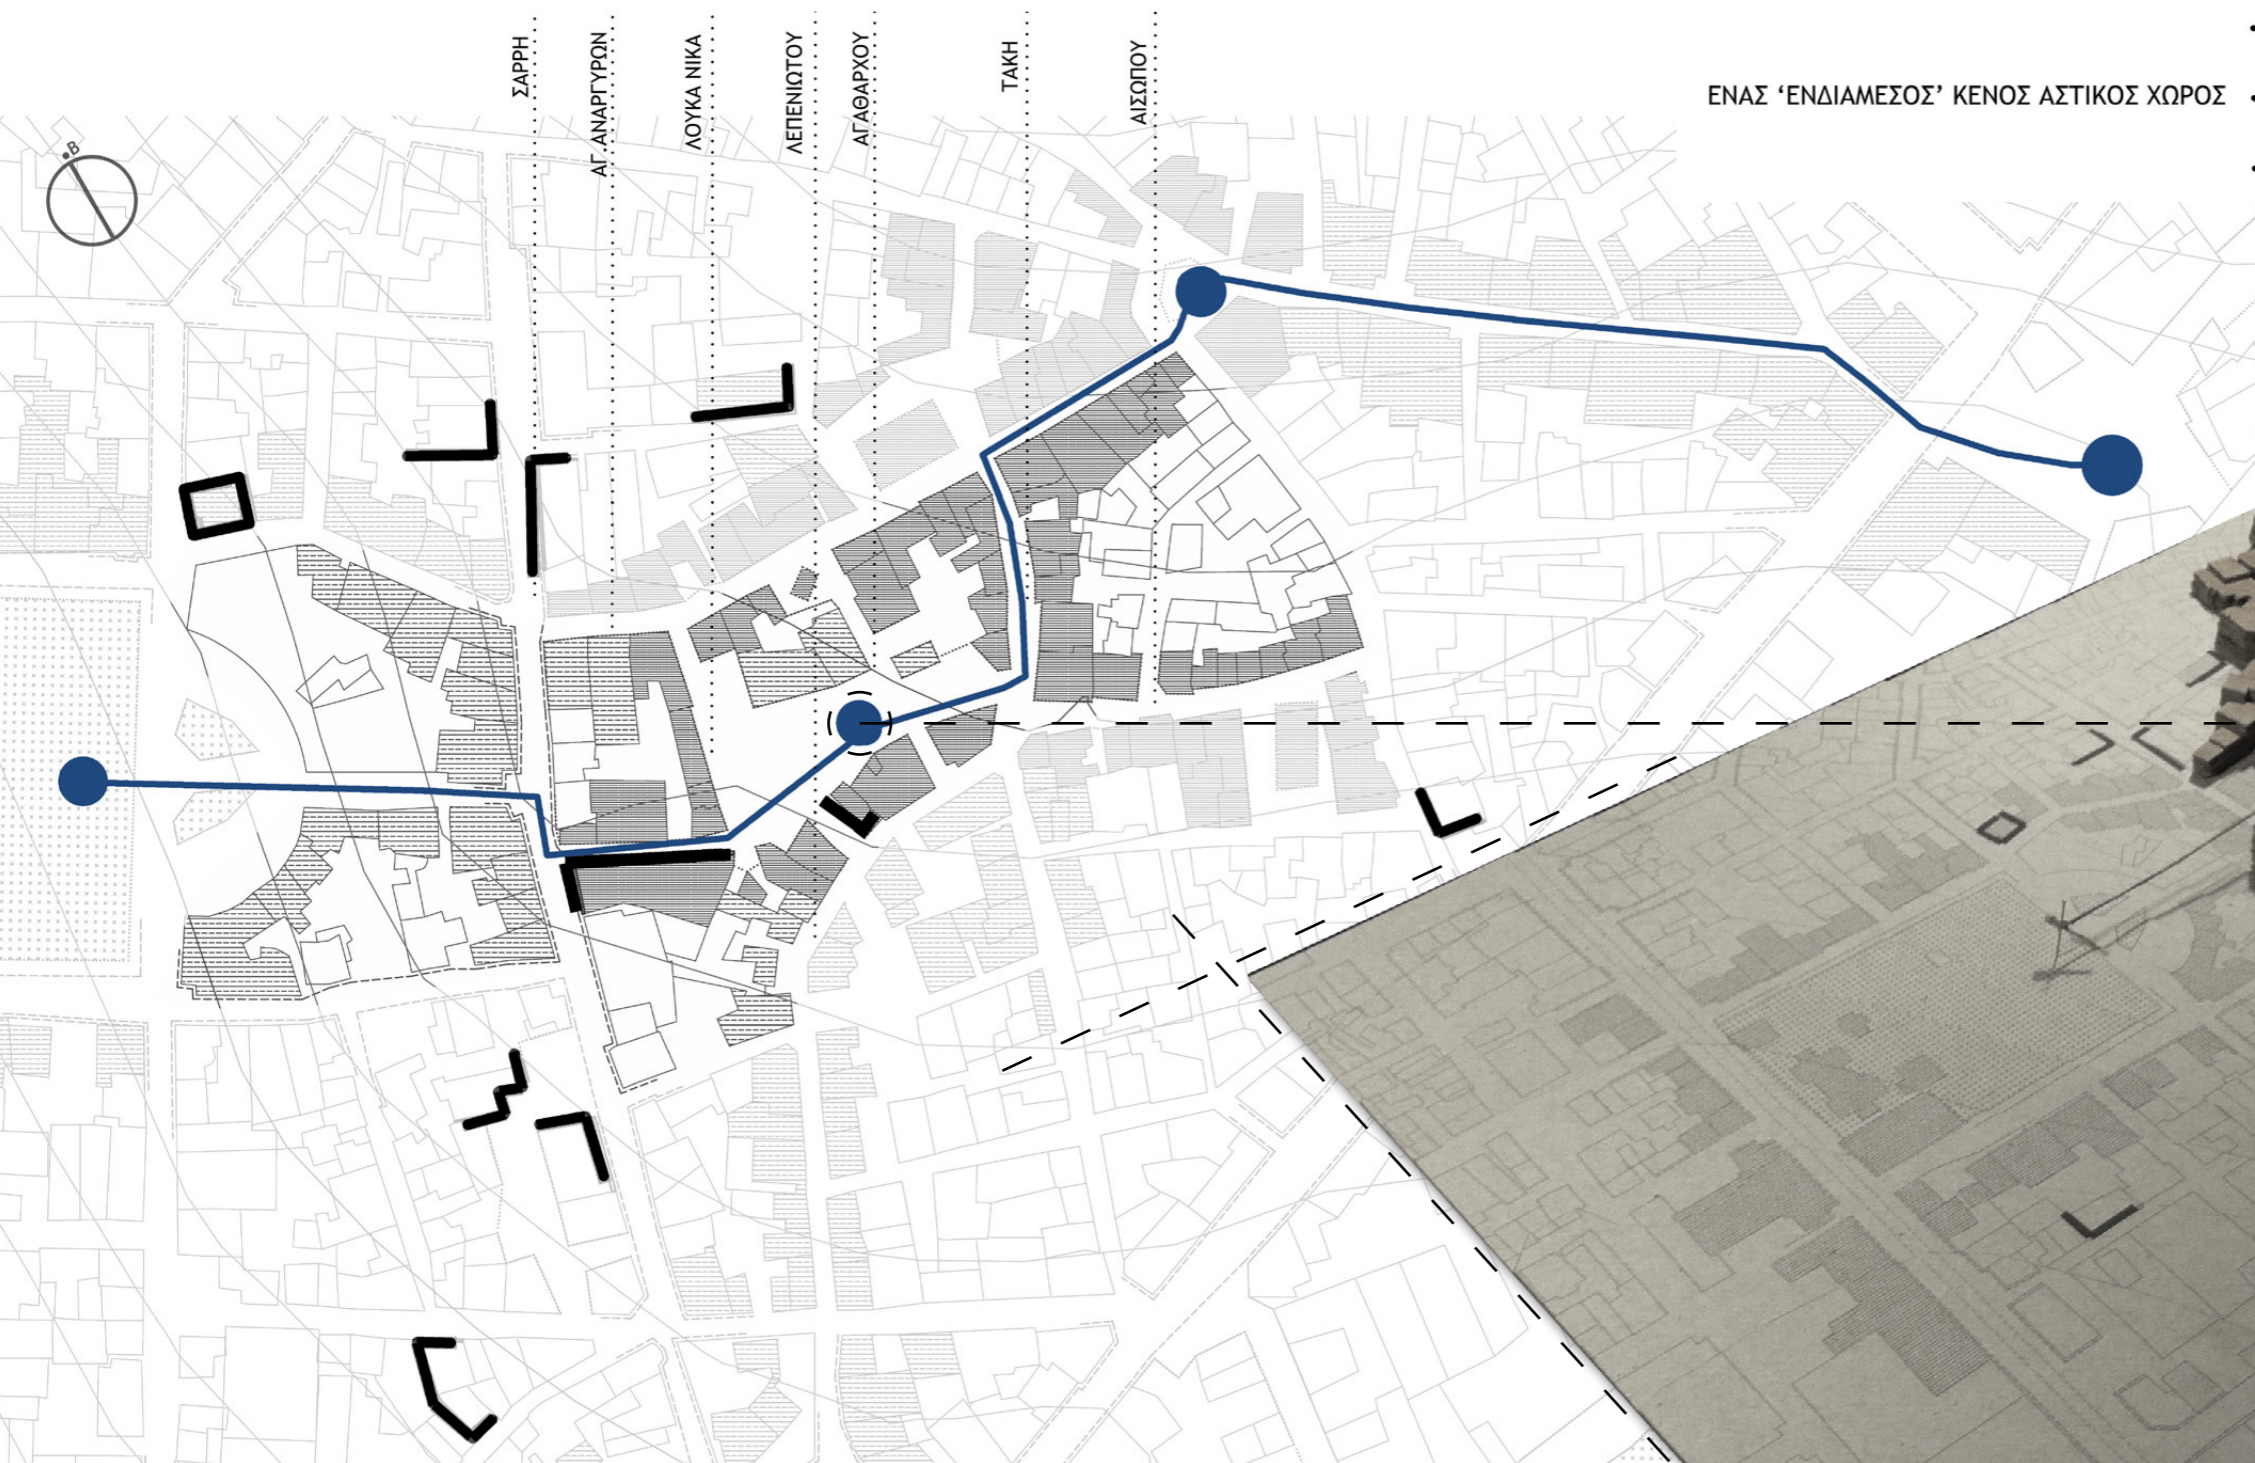 ΣΑΡΡΗ
ΑΓ.ΑΝΑΡΓΥΡΩΝ
ΛΟΥΚΑ ΝΙΚΑ
ΛΕΠΕΝΙΩΤΟΥ
ΑΓΑΘΑΡΧΟΥ
ΤΑΚΗ
ΑΙΣΩΠΟΥ
ΕΝΑΣ ‘ΕΝΔΙΑΜΕΣΟΣ’ ΚΕΝΟΣ ΑΣΤΙΚΟΣ ΧΩΡΟΣ
Β